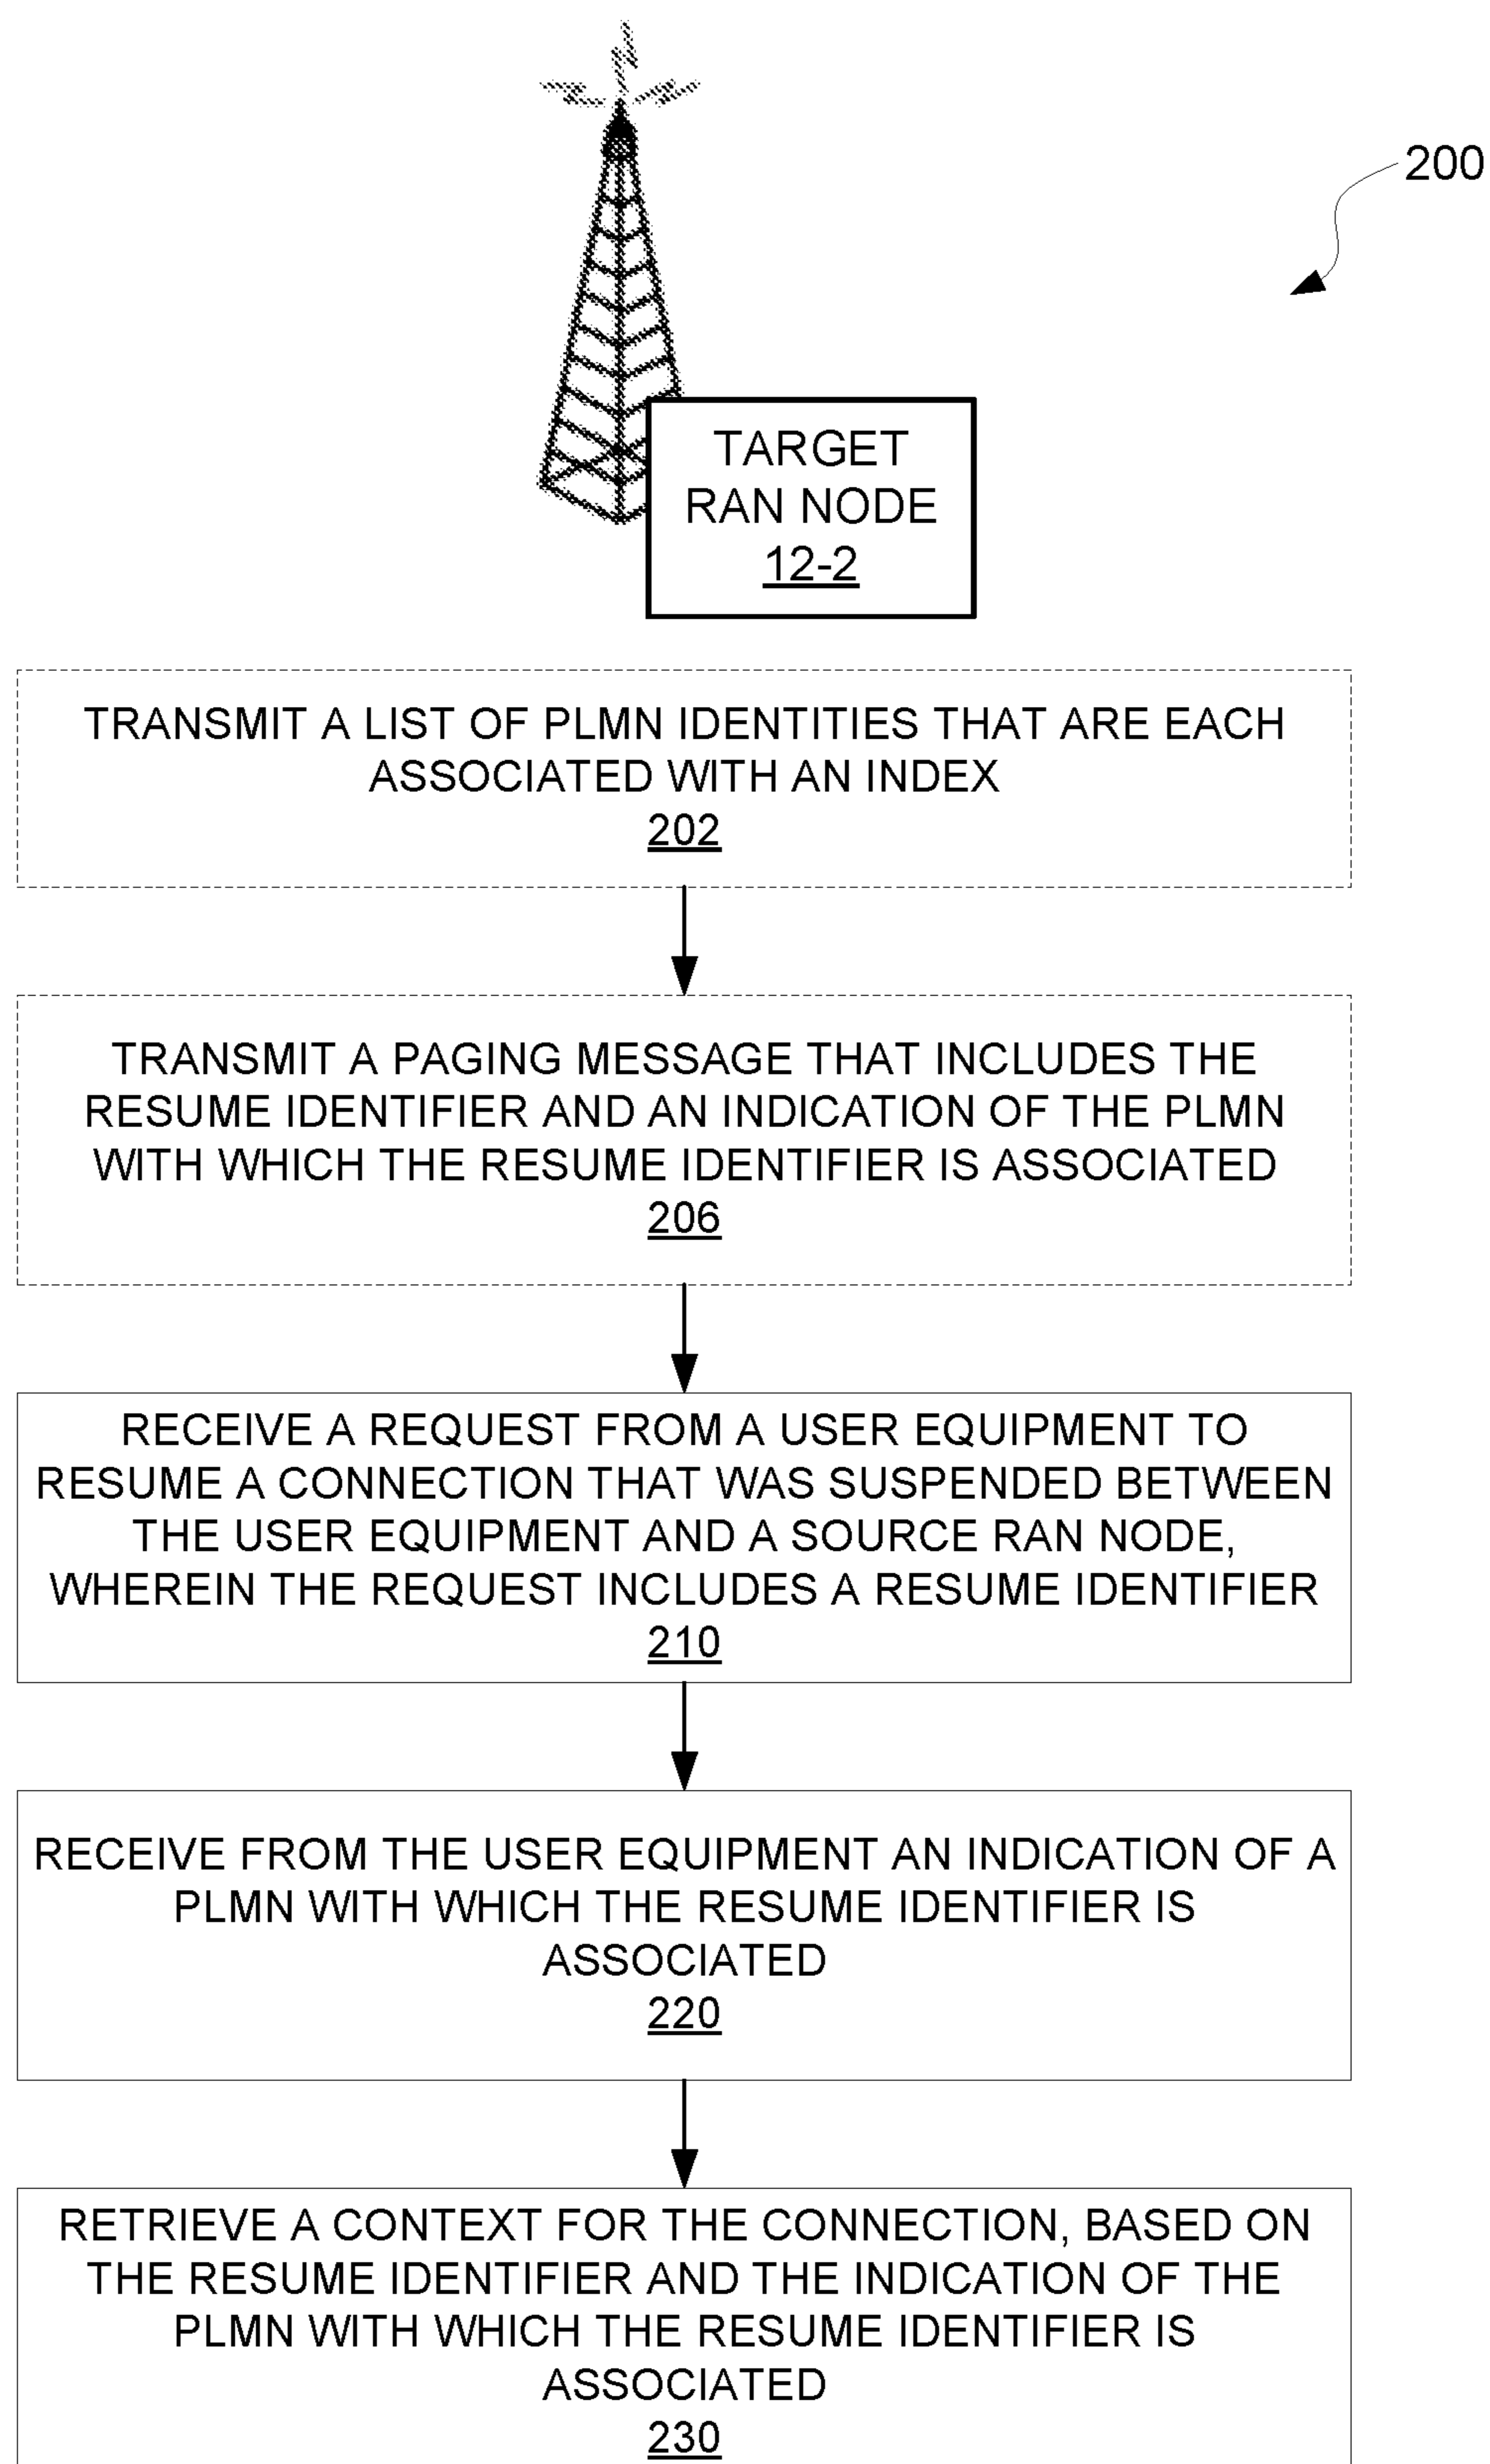 200
TARGET
RAN NODE
12-2
TRANSMIT A LIST OF PLMN IDENTITIES THAT ARE EACH
ASSOCIATED WITH AN INDEX
202
TRANSMIT A PAGING MESSAGE THAT INCLUDES THE
RESUME IDENTIFIER AND AN INDICATION OF THE PLMN
WITH WHICH THE RESUME IDENTIFIER IS ASSOCIATED
206
RECEIVE A REQUEST FROM A USER EQUIPMENT TO
RESUME A CONNECTION THAT WAS SUSPENDED BETWEEN
THE USER EQUIPMENT AND A SOURCE RAN NODE,
WHEREIN THE REQUEST INCLUDES A RESUME IDENTIFIER
210
RECEIVE FROM THE USER EQUIPMENT AN INDICATION OF A
PLMN WITH WHICH THE RESUME IDENTIFIER IS
ASSOCIATED
220
RETRIEVE A CONTEXT FOR THE CONNECTION, BASED ON
THE RESUME IDENTIFIER AND THE INDICATION OF THE
PLMN WITH WHICH THE RESUME IDENTIFIER IS
ASSOCIATED
230